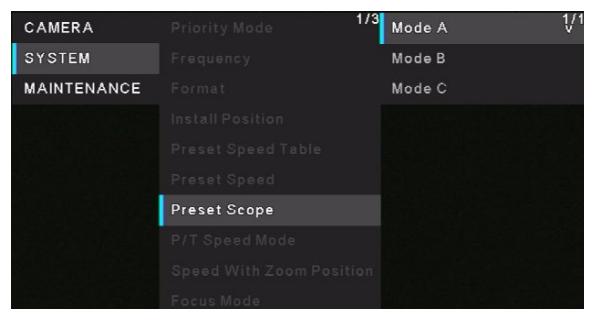 CAMERA
SYSTEM
MAINTENANCE
Priority Mode
1/3
Frequency
Format
Install Position
Preset Speed Table
Preset Speed
Preset Scope
P/T Speed Mode
Speed With Zoom Position
Focus Mode
Mode A
1/1
Mode B
Mode C